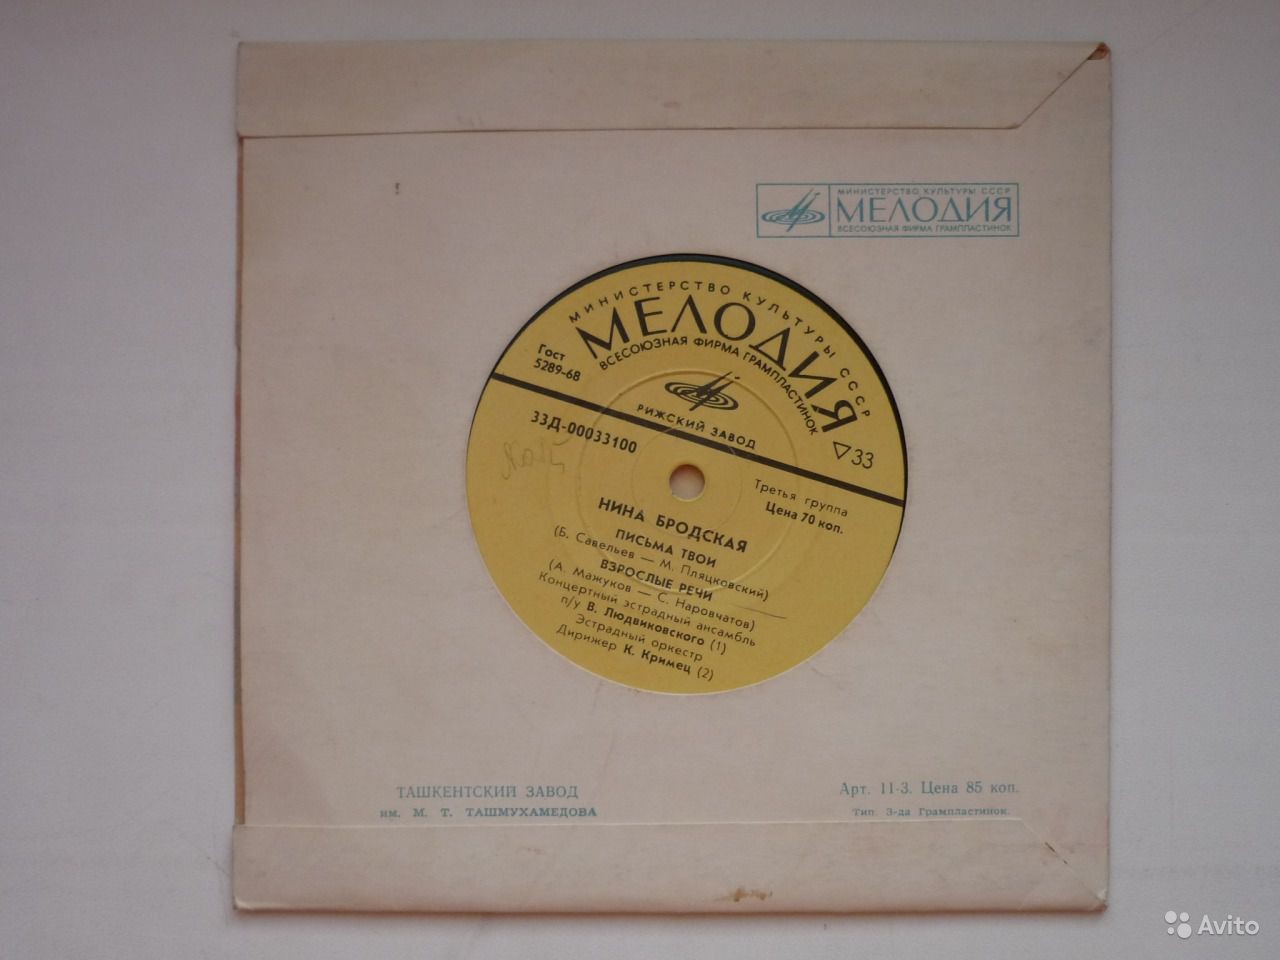 МИНИСТЕРСТВО КУЛЬТУРЫ СССР
МЕЛОДИЯ
ВСЕСОЮЗНАЯ ФИРМА ГРАМПЛАСТИНОК
МИНИСТЕРСТВО КУЛЬТУРЫ СССР
МЕЛОДИЯ
ВСЕСОЮЗНАЯ ФИРМА ГРАМПЛАСТИНОК
Гост
5289-68
РИЖСКИЙ ЗАВОД
33
33Д-00033100
Третья группа
Цена 70 коп.
НИНА БРОДСКАЯ
ПИСЬМА ТВОИ
(Б. Савельев — М. Пляцковский)
ВЗРОСЛЫЕ РЕЧИ
(А. Мажуков — С. Наровчатов)
Концертный эстрадный ансамбль
п/у В. Людвиковского (1)
Эстрадный оркестр
Дирижер К. Кримец (2)
ТАШКЕНТСКИЙ ЗАВОД
им. М. Т. ТАШМУХАМЕДОВА
Арт. 11-3. Цена 85 коп.
Тип. З-да Грампластинок.
Avito